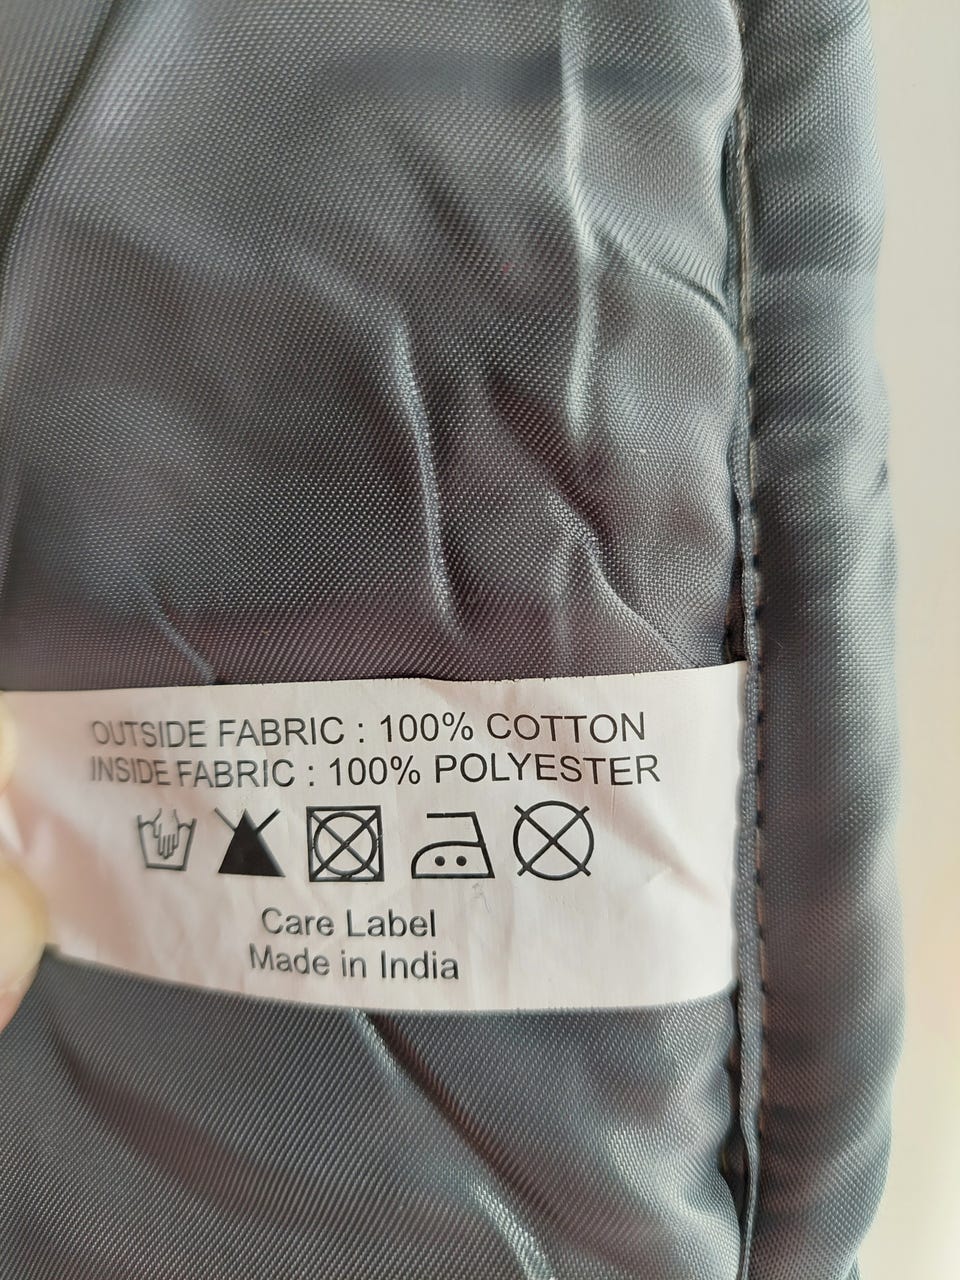 OUTSIDE FABRIC : 100% COTTON
INSIDE FABRIC : 100% POLYESTER
Care Label
Made in India